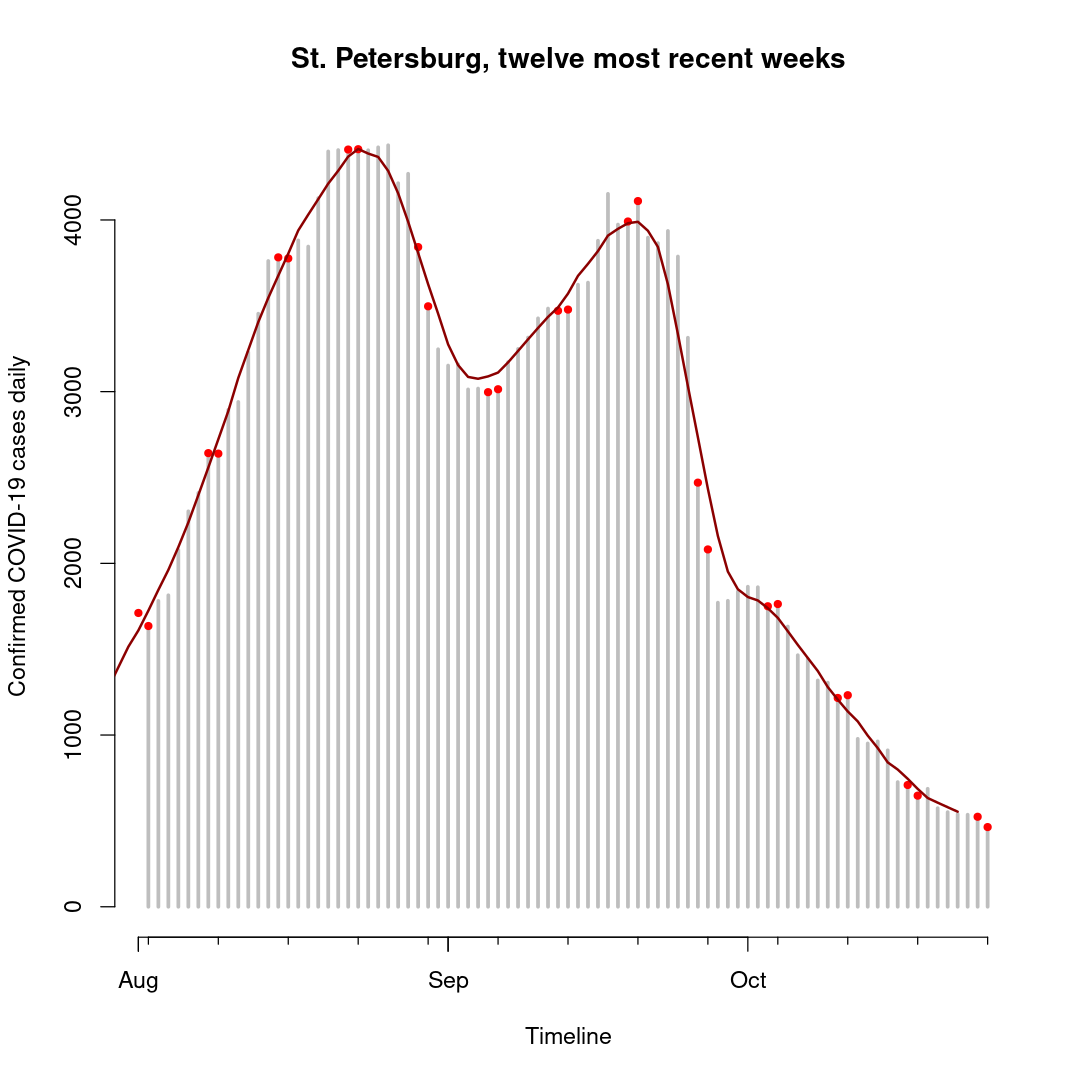 St. Petersburg, twelve most recent weeks
Confirmed COVID-19 cases daily
4000
3000
2000
1000
0
Aug Sep Oct
Timeline